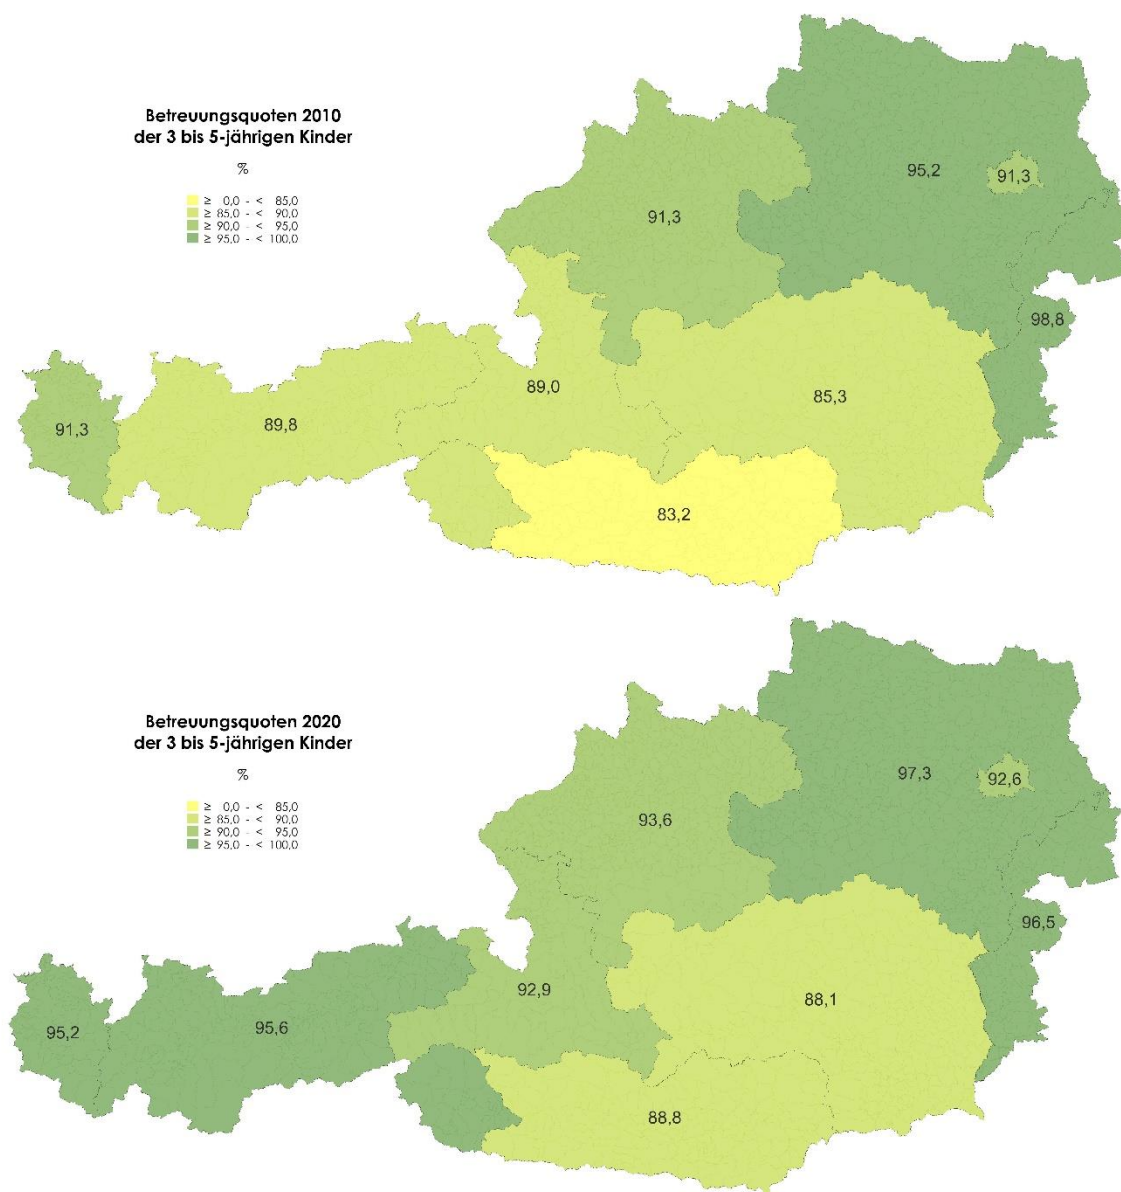 Betreuungsquoten 2010
der 3 bis 5-jährigen Kinder
%
≥ 0,0 - < 85,0
≥ 85,0 - < 90,0
≥ 90,0 - < 95,0
≥ 95,0 - < 100,0
95,2
91,3
91,3
98,8
89,0
85,3
89,8
91,3
83,2
Betreuungsquoten 2020
der 3 bis 5-jährigen Kinder
%
≥ 0,0 - < 85,0
≥ 85,0 - < 90,0
≥ 90,0 - < 95,0
≥ 95,0 - < 100,0
97,3
92,6
93,6
96,5
92,9
88,1
95,2
95,6
88,8